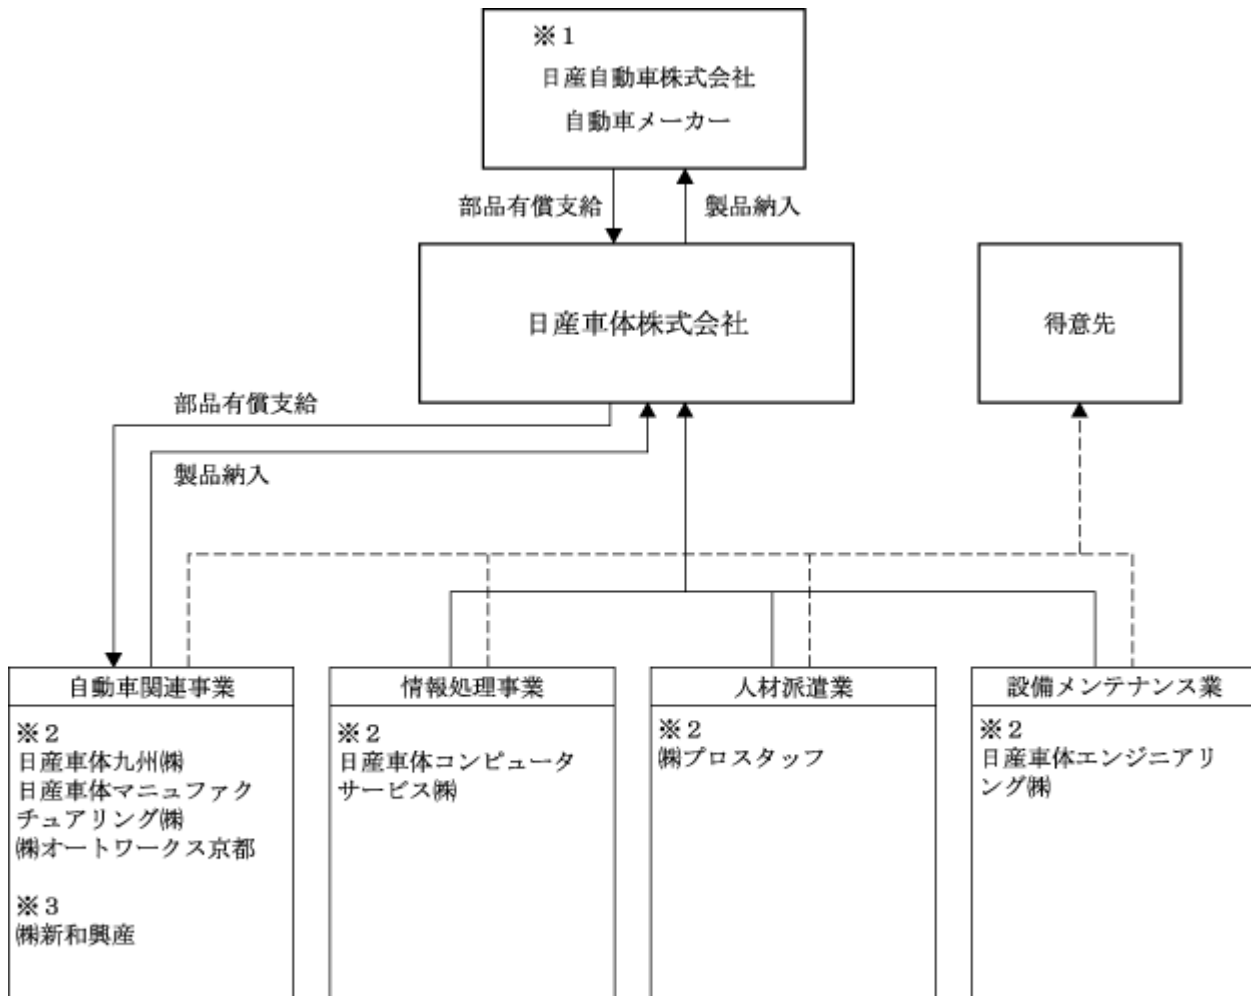 ※１
日産自動車株式会社
自動車メーカー
部品有償支給
製品納入
日産車体株式会社
得意先
部品有償支給
製品納入
自動車関連事業
※２
日産車体九州㈱
日産車体マニュファク
チュアリング㈱
㈱オートワークス京都
※３
㈱新和興産
情報処理事業
※２
日産車体コンピュータ
サービス㈱
人材派遣業
※２
㈱プロスタッフ
設備メンテナンス業
※２
日産車体エンジニアリ
ング㈱